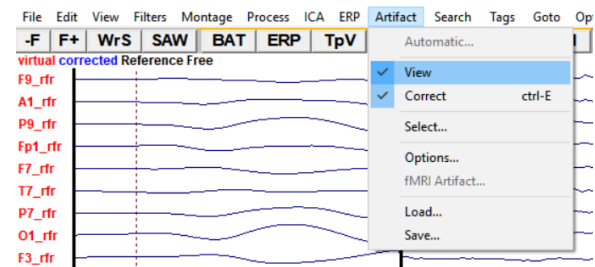 File Edit View Filters Montage Process ICA ERP Artifact Search Tags Goto
-F F+ WrS SAW BAT ERP TpV
virtual corrected Reference Free
F9_rfr
A1_rfr
P9_rfr
Fp1_rfr
F7_rfr
T7_rfr
P7_rfr
O1_rfr
F3_rfr
Automatic...
View
Correct ctrl-E
Select...
Options...
fMRI Artifact...
Load...
Save...